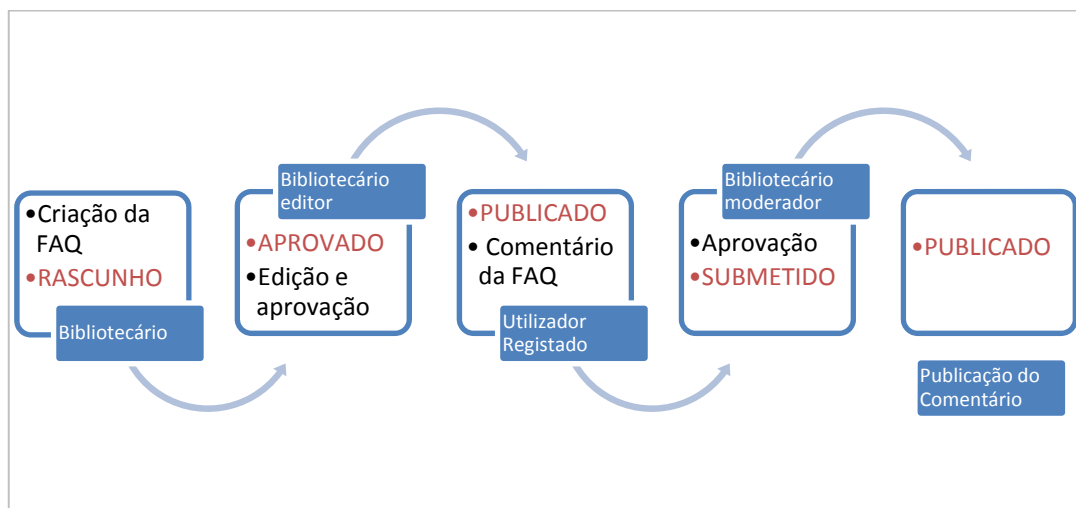 •Criação da
FAQ
•RASCUNHO
Bibliotecário
Bibliotecário
editor
•APROVADO
•Edição e
aprovação
•PUBLICADO
• Comentário
da FAQ
Utilizador
Registado
Bibliotecário
moderador
•Aprovação
•SUBMETIDO
•PUBLICADO
Publicação do
Comentário